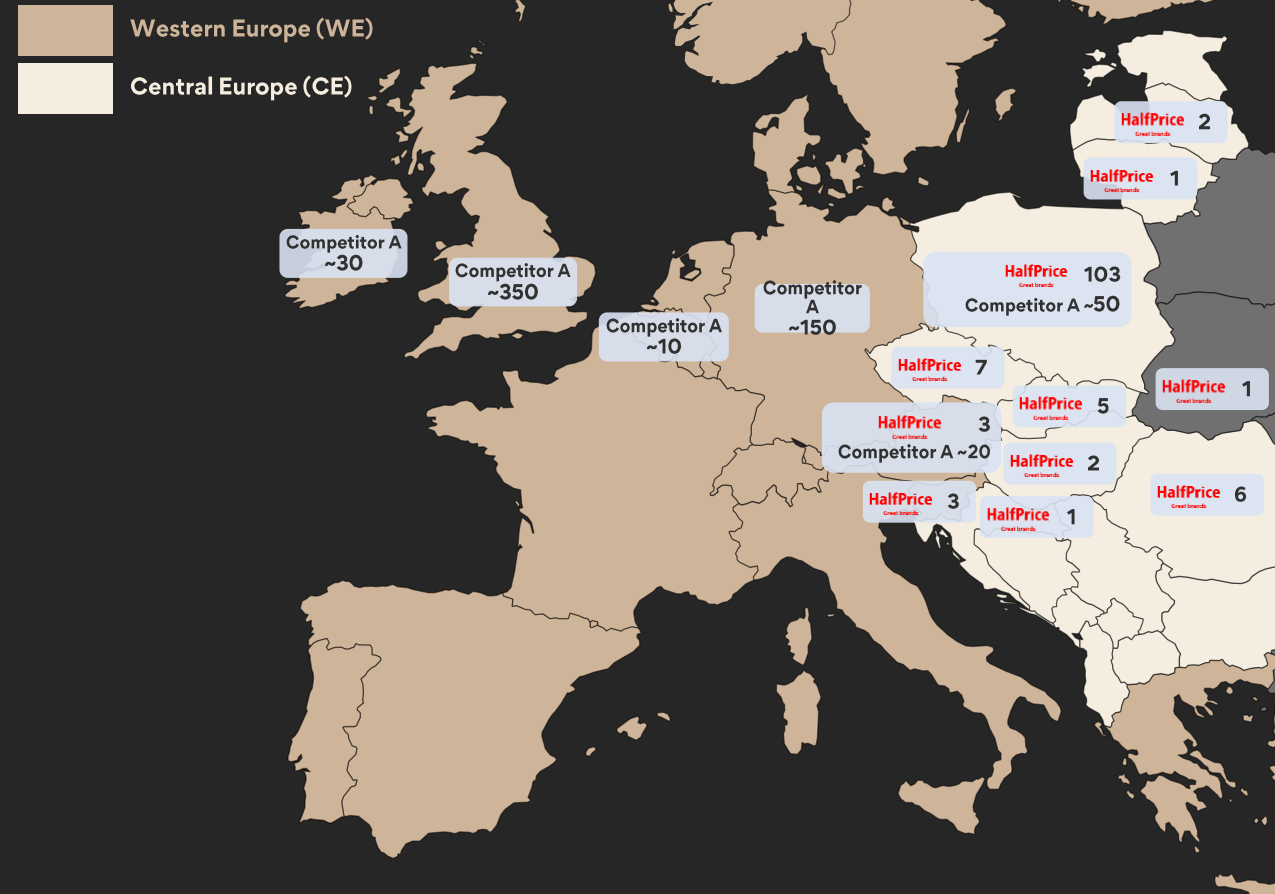 Western Europe (WE)
Central Europe (CE)
HalfPrice 2
Great brands
HalfPrice 1
Great brands
Competitor A
~30
Competitor A
~350
Competitor
A
~150
HalfPrice 103
Great brands
Competitor A ~50
Competitor A
~10
HalfPrice 7
Great brands
HalfPrice 1
Great brands
HalfPrice 5
Great brands
HalfPrice 3
Great brands
Competitor A ~20
HalfPrice 2
Great brands
HalfPrice 3
Great brands
HalfPrice 6
Great brands
HalfPrice 1
Great brands